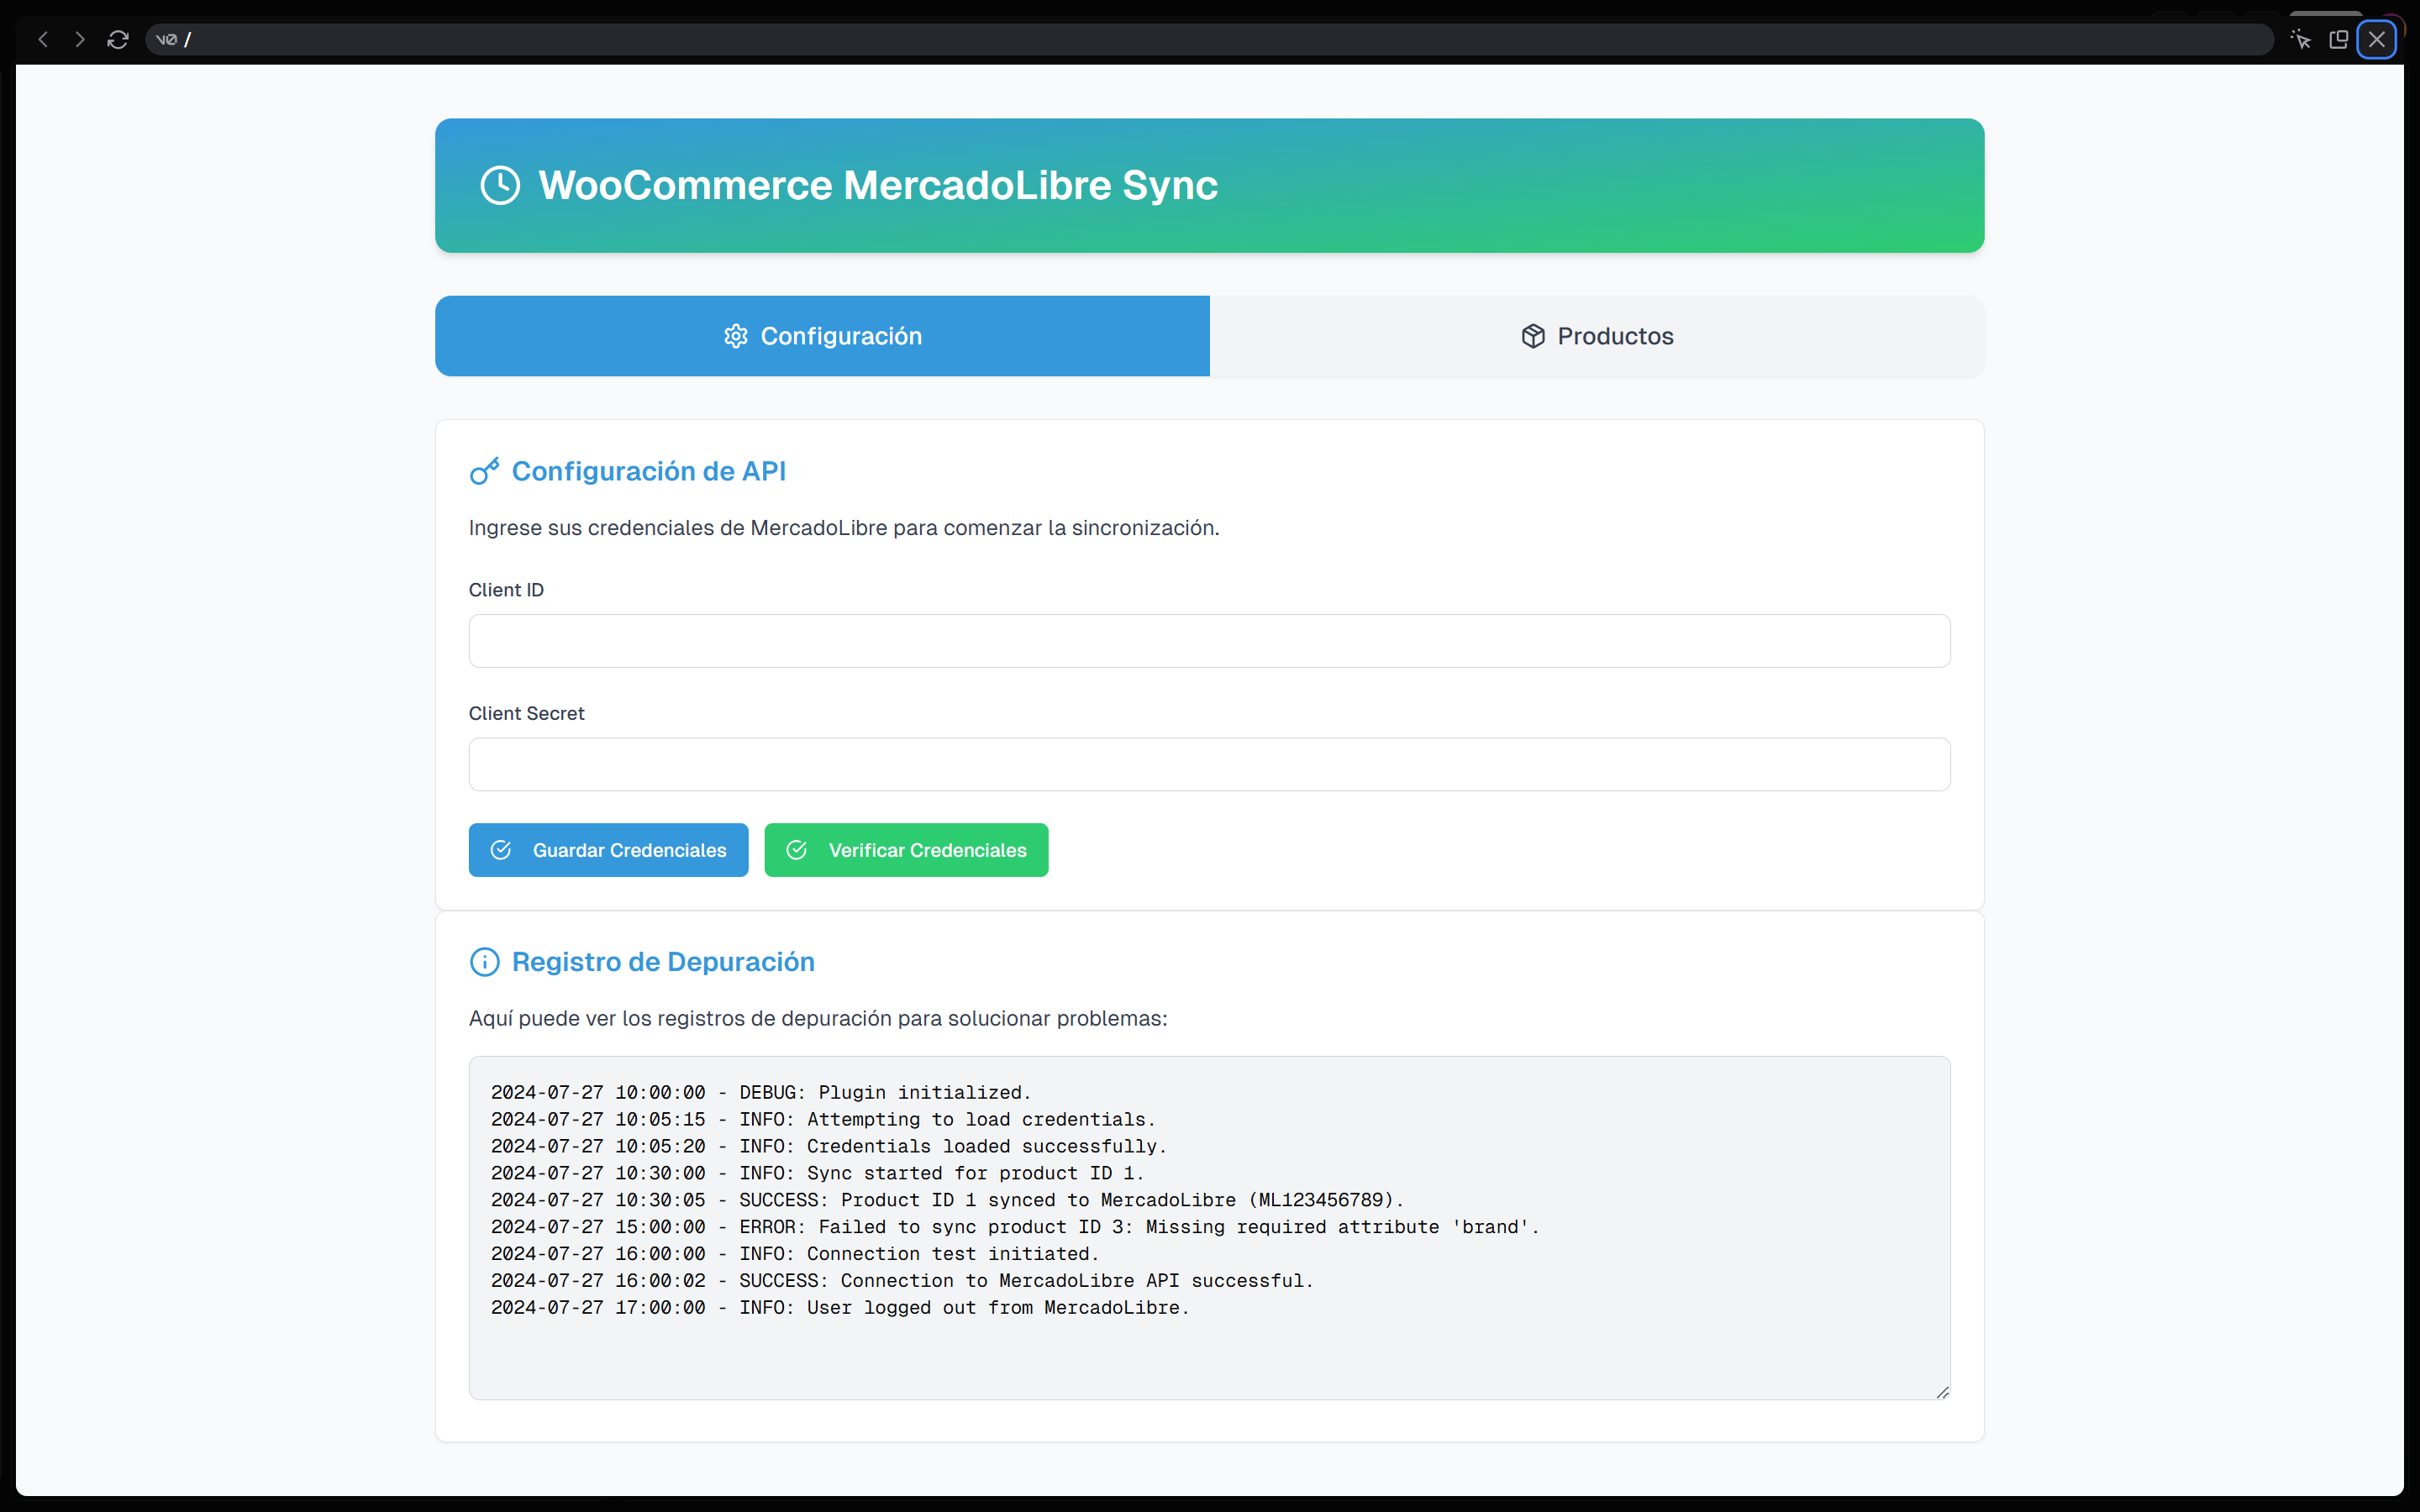 v0 /
WooCommerce MercadoLibre Sync
Configuración
Productos
Configuración de API
Ingrese sus credenciales de MercadoLibre para comenzar la sincronización.
Client ID
Client Secret
Guardar Credenciales
Verificar Credenciales
Registro de Depuración
Aquí puede ver los registros de depuración para solucionar problemas:
2024-07-27 10:00:00 - DEBUG: Plugin initialized.
2024-07-27 10:05:15 - INFO: Attempting to load credentials.
2024-07-27 10:05:20 - INFO: Credentials loaded successfully.
2024-07-27 10:30:00 - INFO: Sync started for product ID 1.
2024-07-27 10:30:05 - SUCCESS: Product ID 1 synced to MercadoLibre (ML123456789).
2024-07-27 15:00:00 - ERROR: Failed to sync product ID 3: Missing required attribute 'brand'.
2024-07-27 16:00:00 - INFO: Connection test initiated.
2024-07-27 16:00:02 - SUCCESS: Connection to MercadoLibre API successful.
2024-07-27 17:00:00 - INFO: User logged out from MercadoLibre.